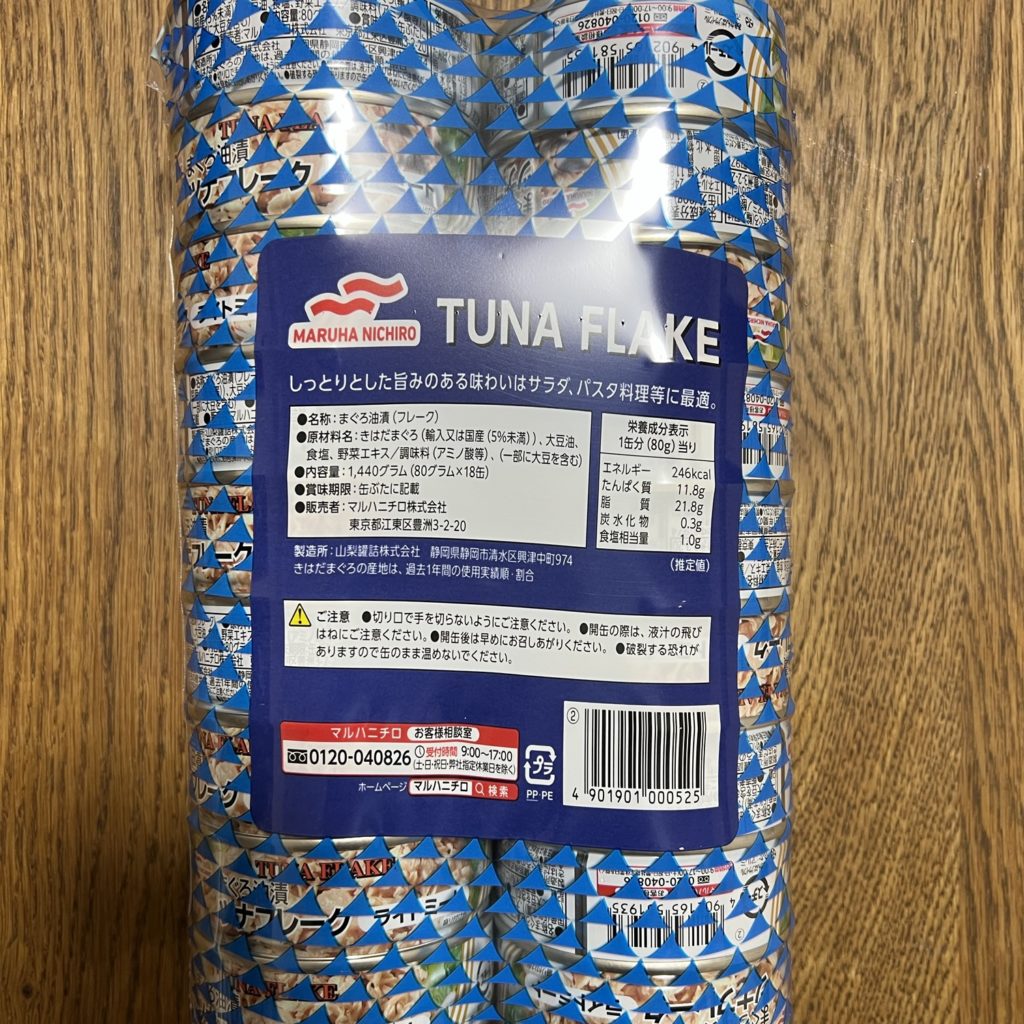 MARUHA NICHIRO
TUNA FLAKE
しっとりとした旨みのある味わいはサラダ、パスタ料理等に最適。
●名称：まぐろ油漬（フレーク）
●原材料名：きはだまぐろ（輸入又は国産（5％未満））、大豆油、
食塩、野菜エキス／調味料（アミノ酸等）、（一部に大豆を含む）
●内容量：1,440グラム（80グラム×18缶）
●賞味期限：缶ぶたに記載
●販売者：マルハニチロ株式会社
東京都江東区豊洲3-2-20
栄養成分表示
1缶分（80g）当り
エネルギー 246kcal
たんぱく質 11.8g
脂質 21.8g
炭水化物 0.3g
食塩相当量 1.0g
（推定値）
製造所：山梨罐詰株式会社 静岡県静岡市清水区興津中町974
きはだまぐろの産地は、過去1年間の使用実績順・割合
ご注意 ●切り口で手を切らないようにご注意ください。●開缶の際は、液汁の飛び
はねにご注意ください。●開缶後は早めにお召しあがりください。●破裂する恐れが
ありますので缶のまま温めないでください。
マルハニチロ お客様相談室
0120-040826 受付時間 9:00〜17:00
（土・日・祝日・弊社指定休業日を除く）
ホームページ マルハニチロ 検索
プラ
PP・PE
②
4 901901 000525
TUNA FLAKE
まぐろ油漬
ツナフレーク
TUNA FLAKE
ライトミ